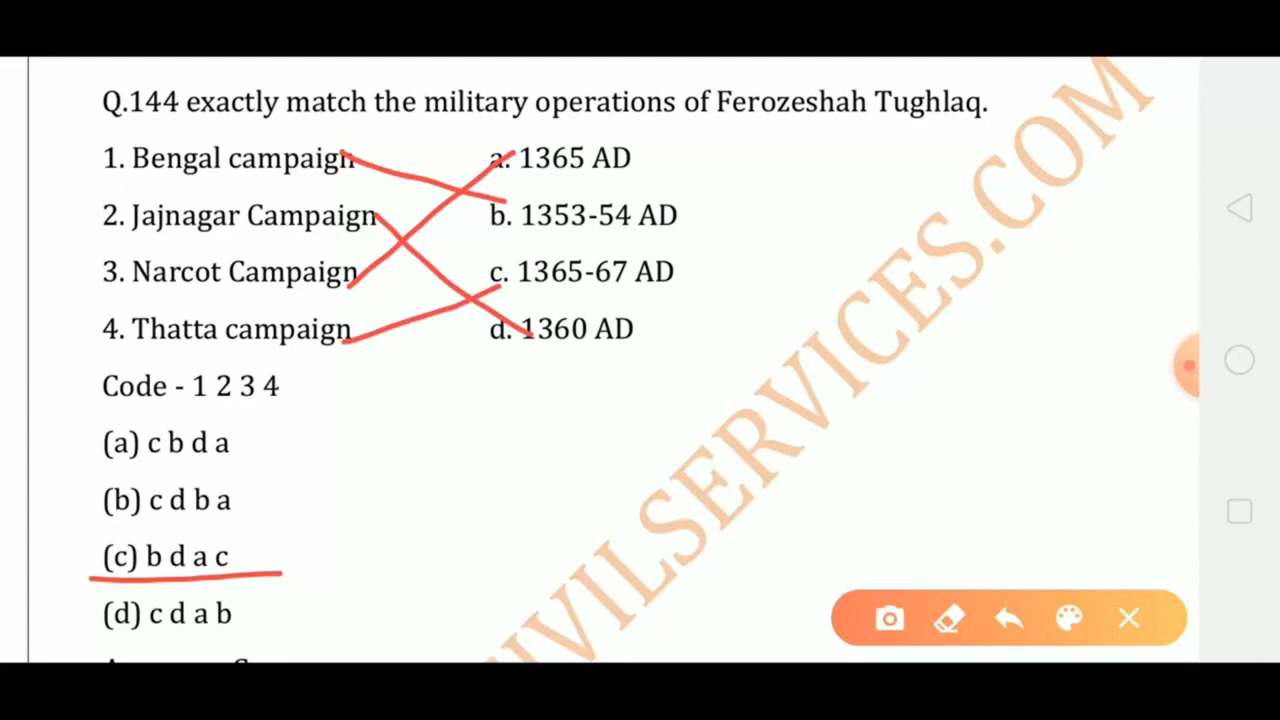 Q.144 exactly match the military operations of Ferozeshah Tughlaq.
1. Bengal campaign a. 1365 AD
2. Jajnagar Campaign b. 1353-54 AD
3. Narcot Campaign c. 1365-67 AD
4. Thatta campaign d. 1360 AD
Code - 1 2 3 4
(a) c b d a
(b) c d b a
(c) b d a c
(d) c d a b
VILSERVICES.COM